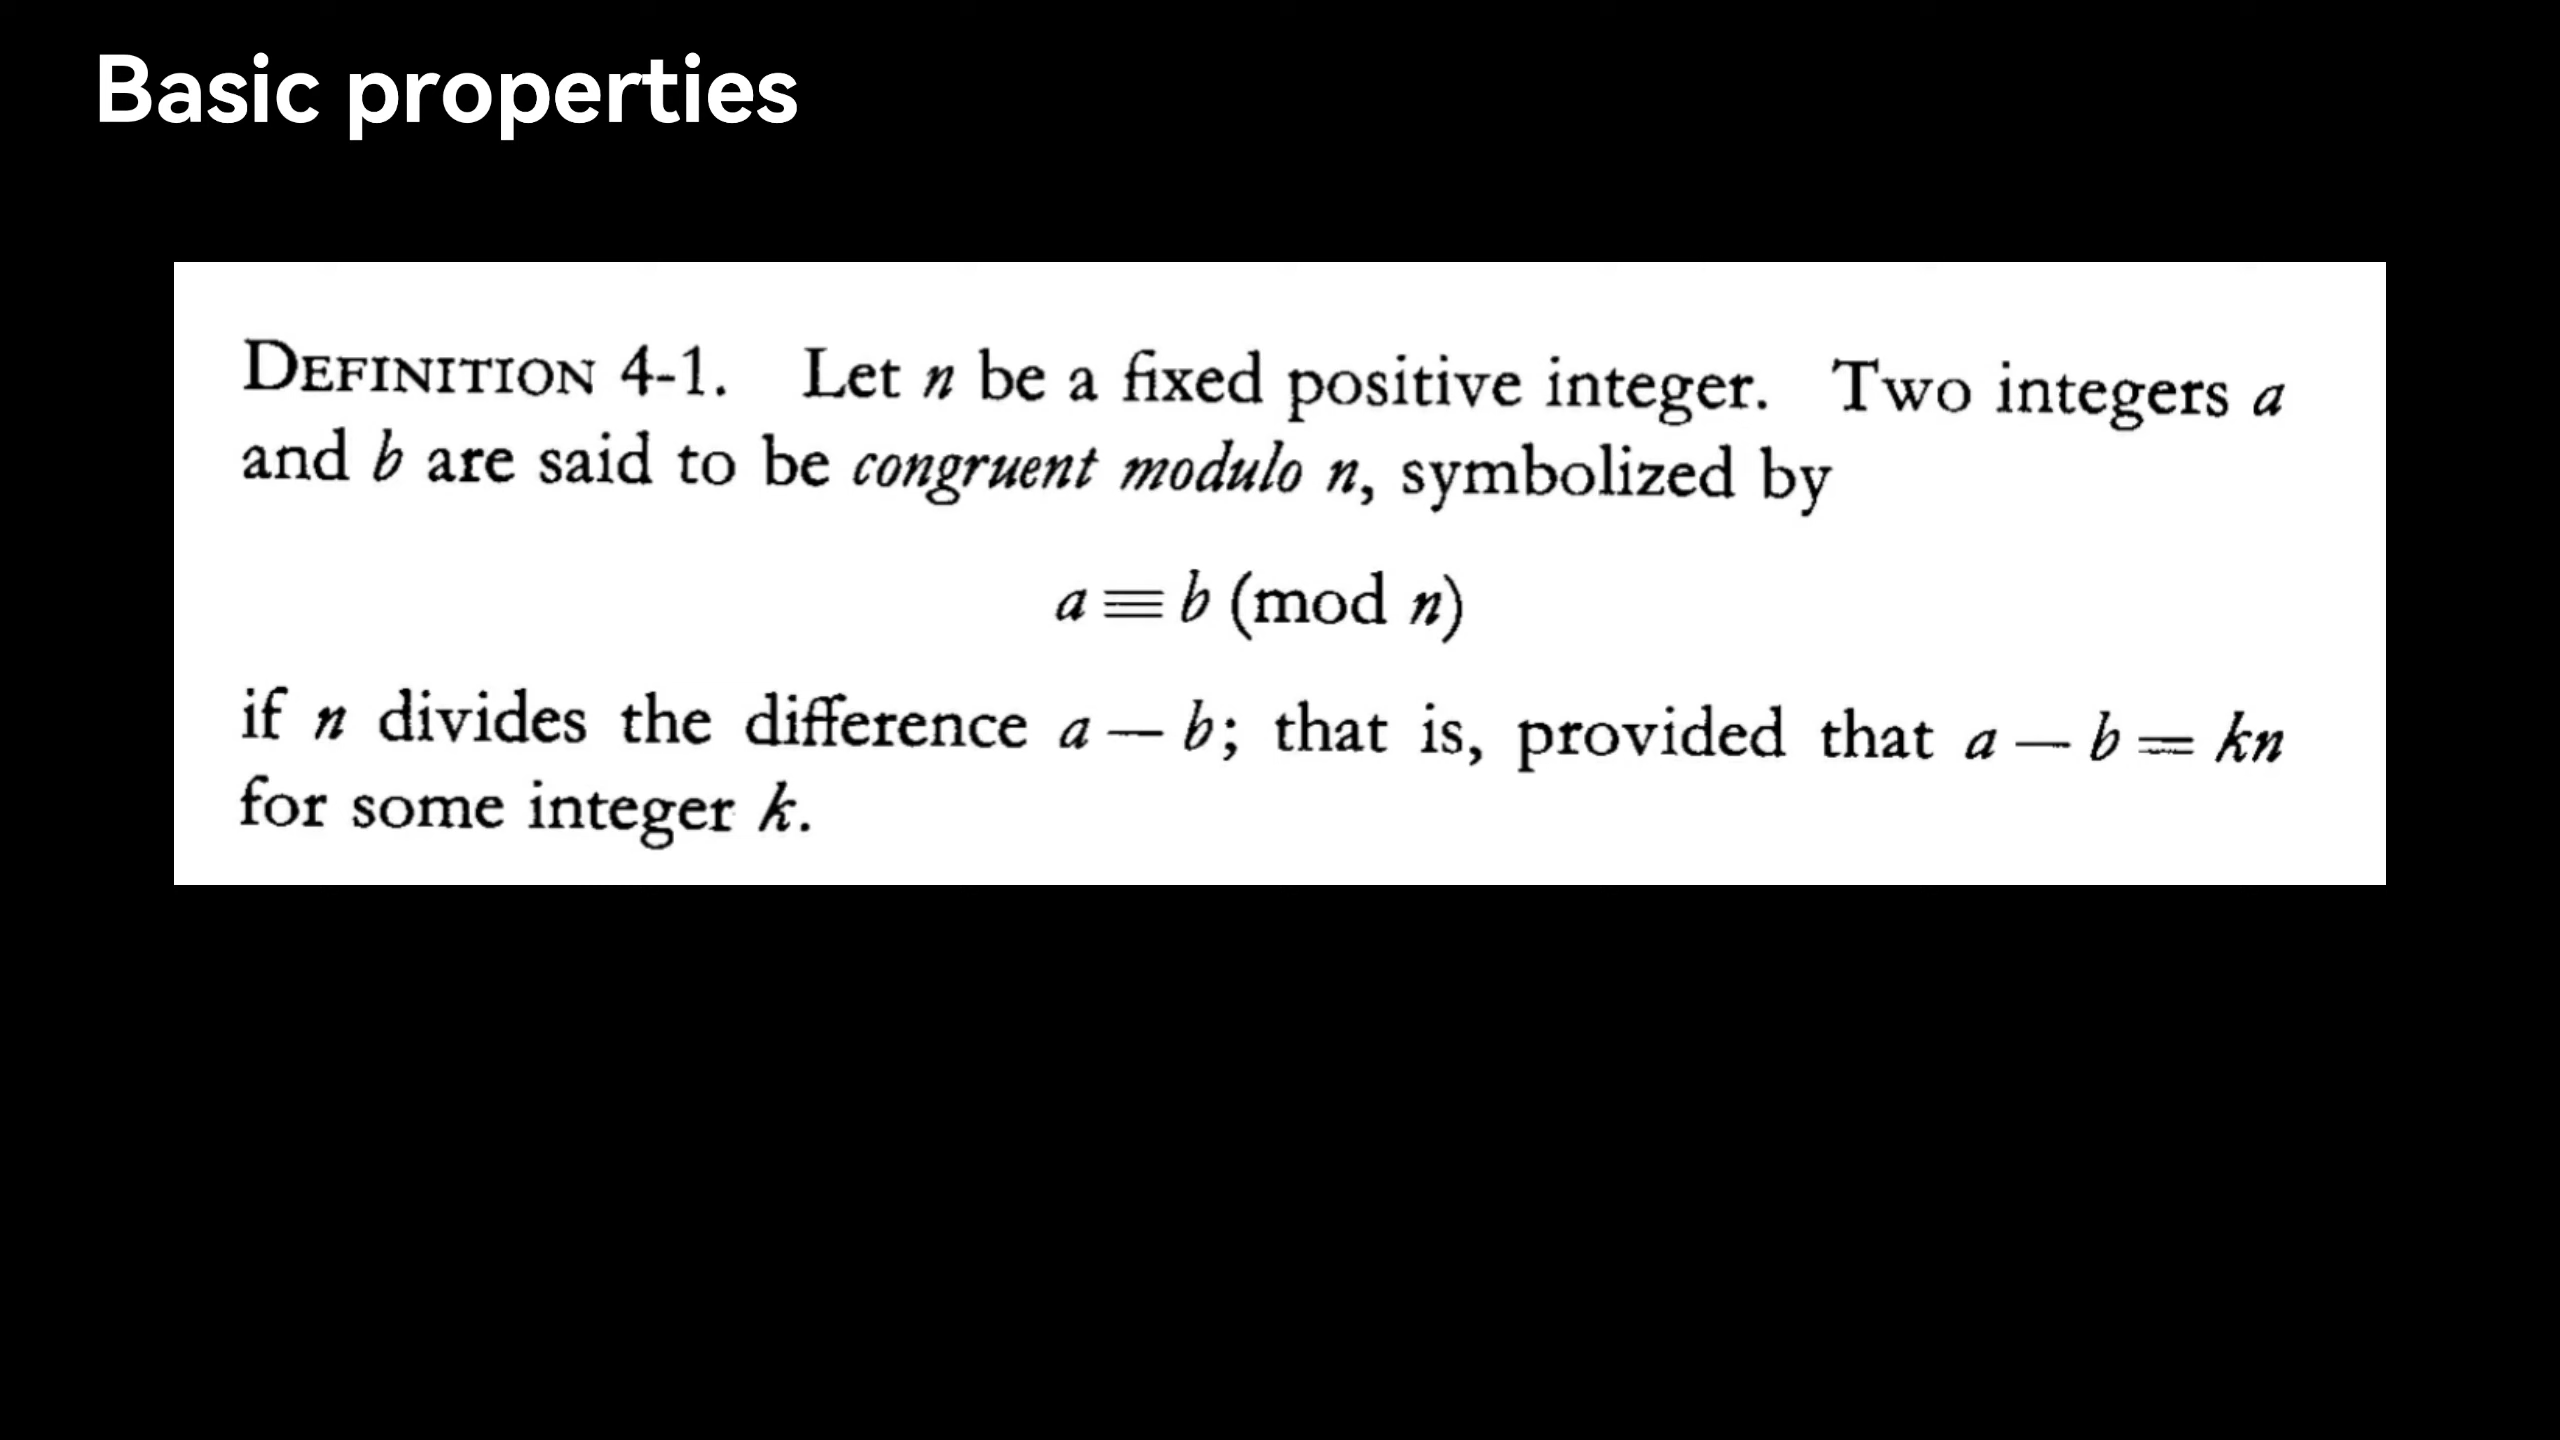 Basic properties
DEFINITION 4-1. Let n be a fixed positive integer. Two integers a
and b are said to be congruent modulo n, symbolized by
a ≡ b (mod n)
if n divides the difference a — b; that is, provided that a — b = kn
for some integer k.